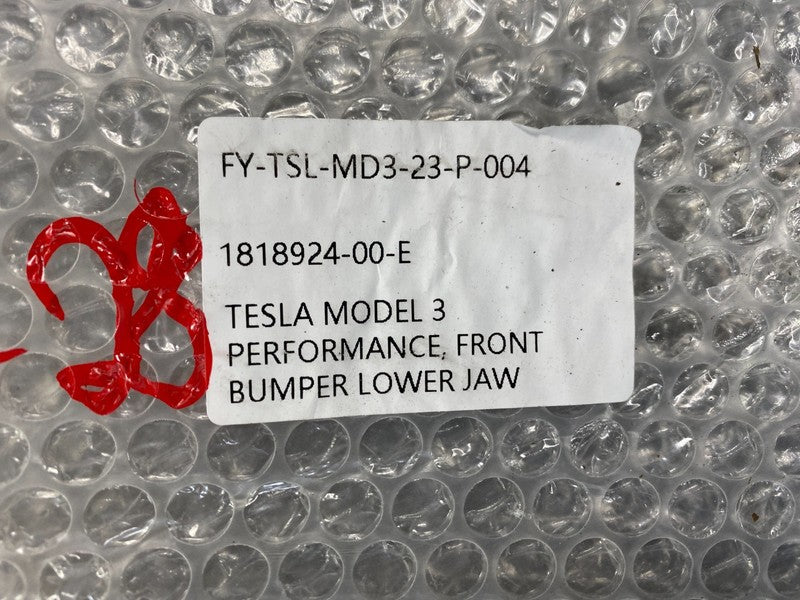 FY-TSL-MD3-23-P-004
1818924-00-E
TESLA MODEL 3
PERFORMANCE, FRONT
BUMPER LOWER JAW